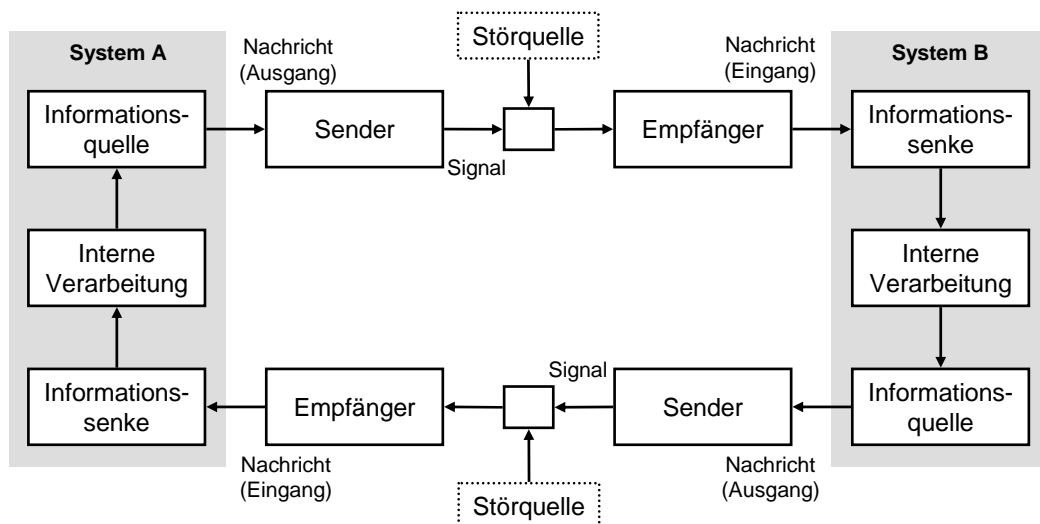 Störquelle
System A
Nachricht
(Ausgang)
Nachricht
(Eingang)
System B
Informations-
quelle
Sender
Signal
Empfänger
Informations-
senke
Interne
Verarbeitung
Interne
Verarbeitung
Informations-
senke
Empfänger
Signal
Sender
Informations-
quelle
Nachricht
(Eingang)
Störquelle
Nachricht
(Ausgang)